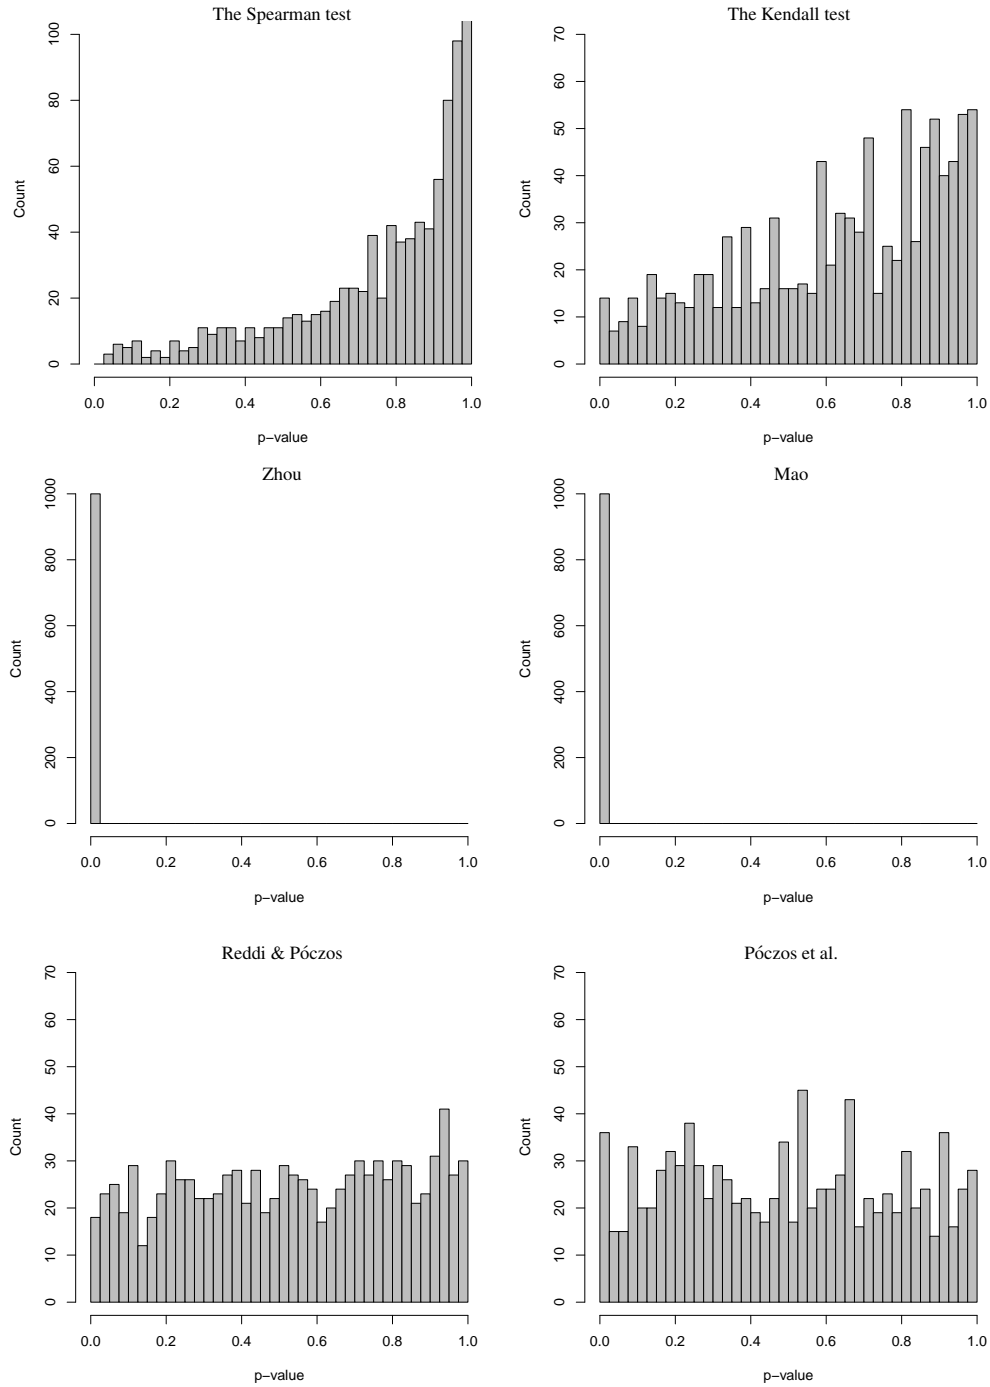 The Spearman test
Count
0 20 40 60 80 100
0.0 0.2 0.4 0.6 0.8 1.0
p−value
The Kendall test
Count
0 10 20 30 40 50 60 70
0.0 0.2 0.4 0.6 0.8 1.0
p−value
Zhou
Count
0 200 400 600 800 1000
0.0 0.2 0.4 0.6 0.8 1.0
p−value
Mao
Count
0 200 400 600 800 1000
0.0 0.2 0.4 0.6 0.8 1.0
p−value
Reddi & Póczos
Count
0 10 20 30 40 50 60 70
0.0 0.2 0.4 0.6 0.8 1.0
p−value
Póczos et al.
Count
0 10 20 30 40 50 60 70
0.0 0.2 0.4 0.6 0.8 1.0
p−value